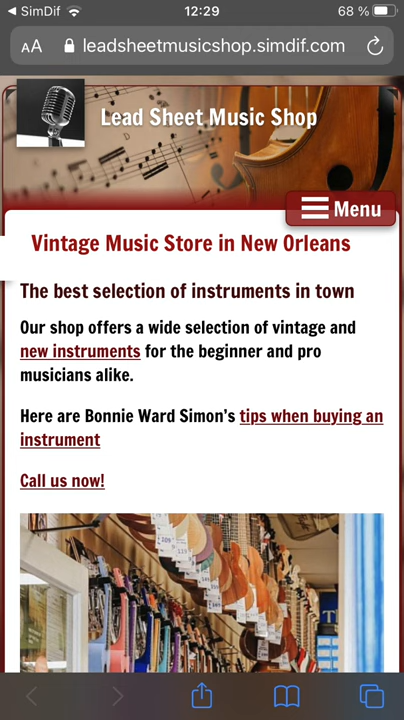 SimDif
12:29
68 %
AA
leadsheetmusicshop.simdif.com
Lead Sheet Music Shop
Menu
Vintage Music Store in New Orleans
The best selection of instruments in town
Our shop offers a wide selection of vintage and
new instruments for the beginner and pro
musicians alike.
Here are Bonnie Ward Simon's tips when buying an
instrument
Call us now!